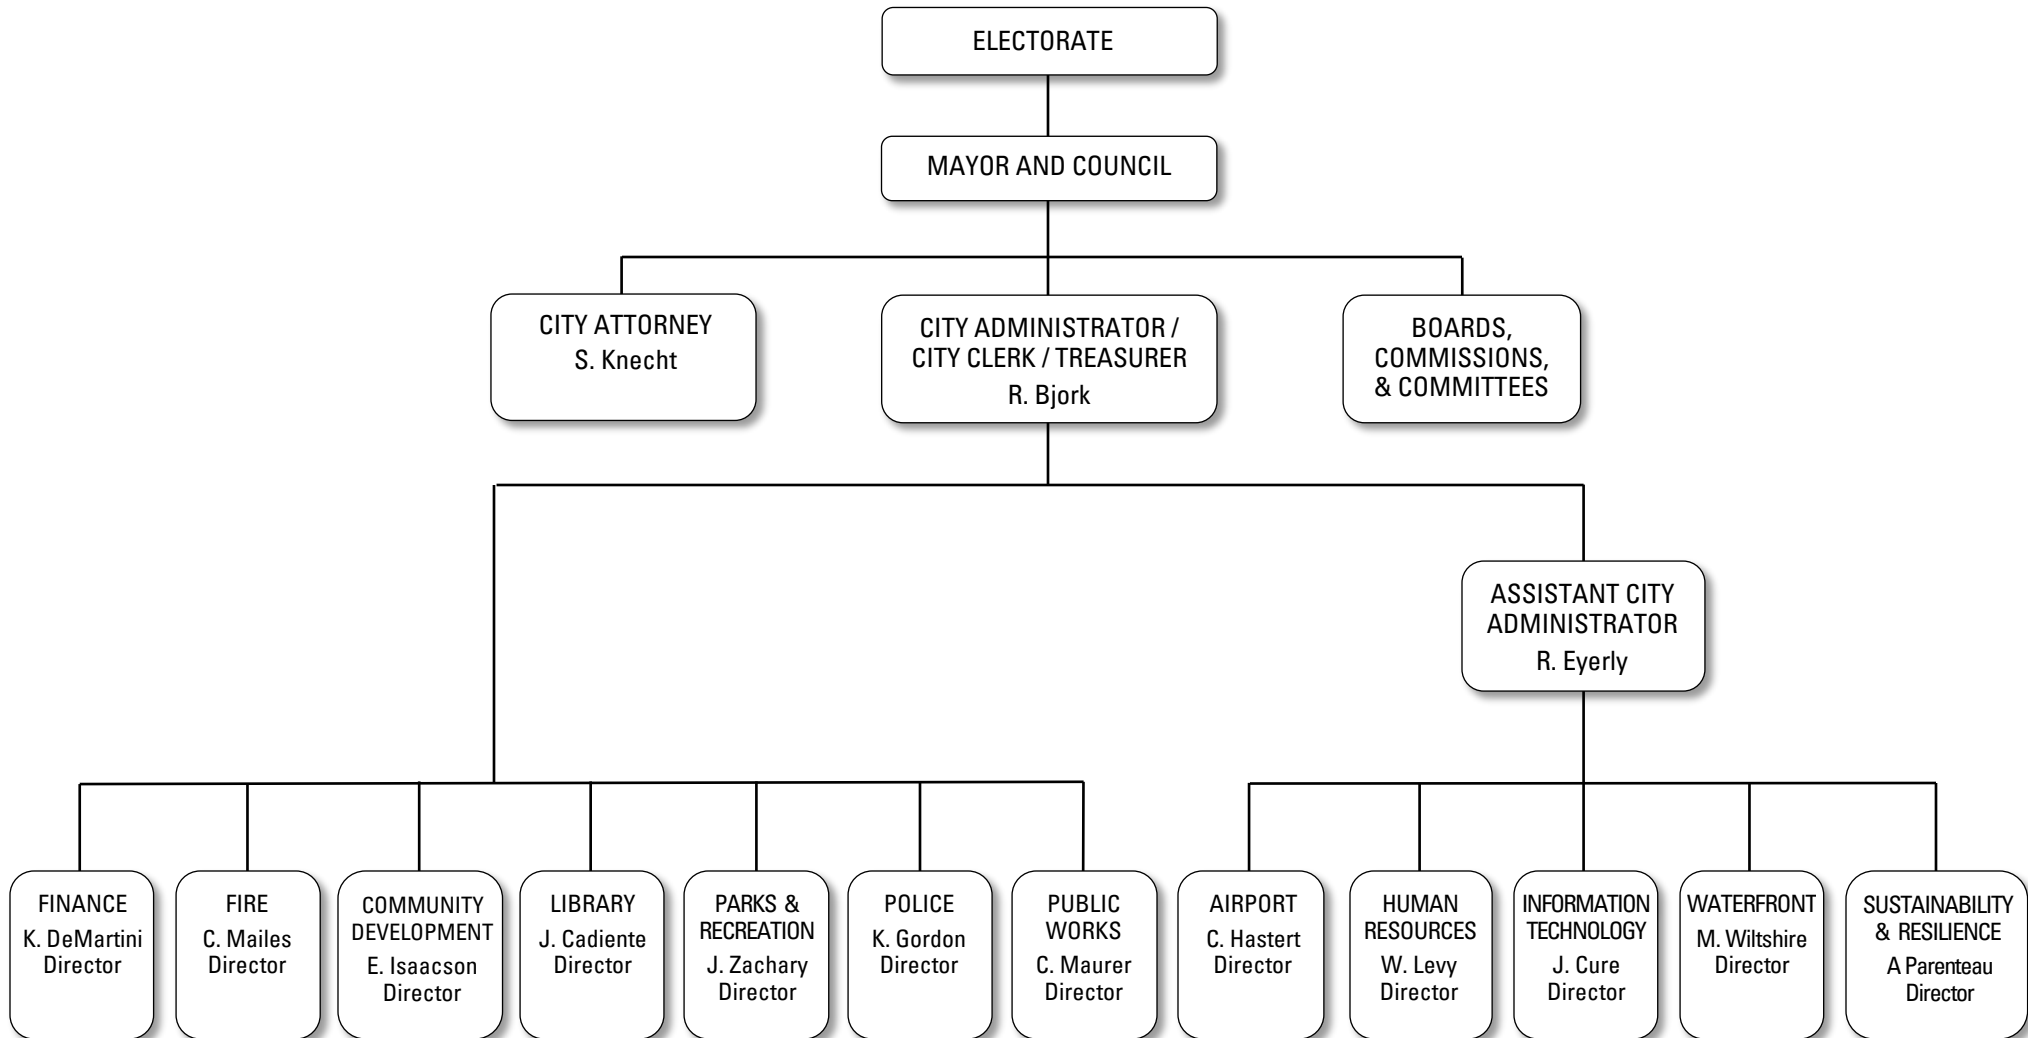 ELECTORATE
MAYOR AND COUNCIL
CITY ATTORNEY
S. Knecht
CITY ADMINISTRATOR /
CITY CLERK / TREASURER
R. Bjork
BOARDS,
COMMISSIONS,
& COMMITTEES
ASSISTANT CITY
ADMINISTRATOR
R. Eyerly
FINANCE
K. DeMartini
Director
FIRE
C. Mailes
Director
COMMUNITY
DEVELOPMENT
E. Isaacson
Director
LIBRARY
J. Cadiente
Director
PARKS &
RECREATION
J. Zachary
Director
POLICE
K. Gordon
Director
PUBLIC
WORKS
C. Maurer
Director
AIRPORT
C. Hastert
Director
HUMAN
RESOURCES
W. Levy
Director
INFORMATION
TECHNOLOGY
J. Cure
Director
WATERFRONT
M. Wiltshire
Director
SUSTAINABILITY
& RESILIENCE
A Parenteau
Director